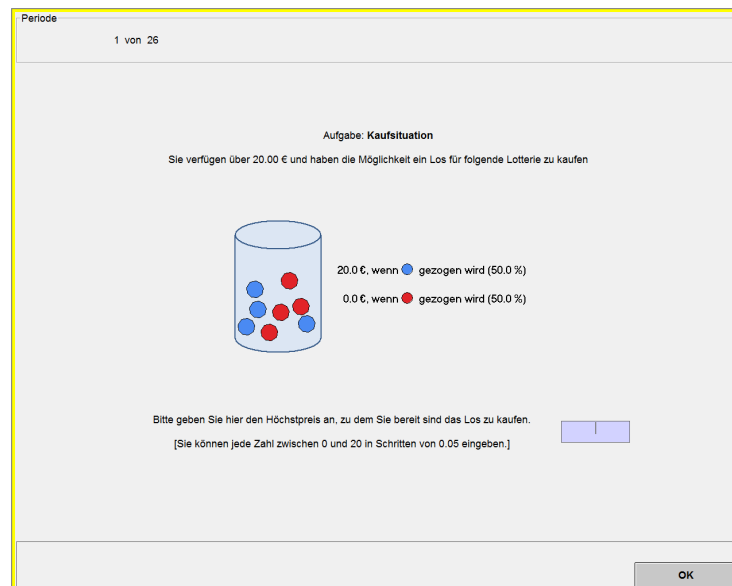 Periode
1 von 26
Aufgabe: Kaufsituation
Sie verfügen über 20.00 € und haben die Möglichkeit ein Los für folgende Lotterie zu kaufen
20.0 €, wenn gezogen wird (50.0 %)
0.0 €, wenn gezogen wird (50.0 %)
Bitte geben Sie hier den Höchstpreis an, zu dem Sie bereit sind das Los zu kaufen.
[Sie können jede Zahl zwischen 0 und 20 in Schritten von 0.05 eingeben.]
OK